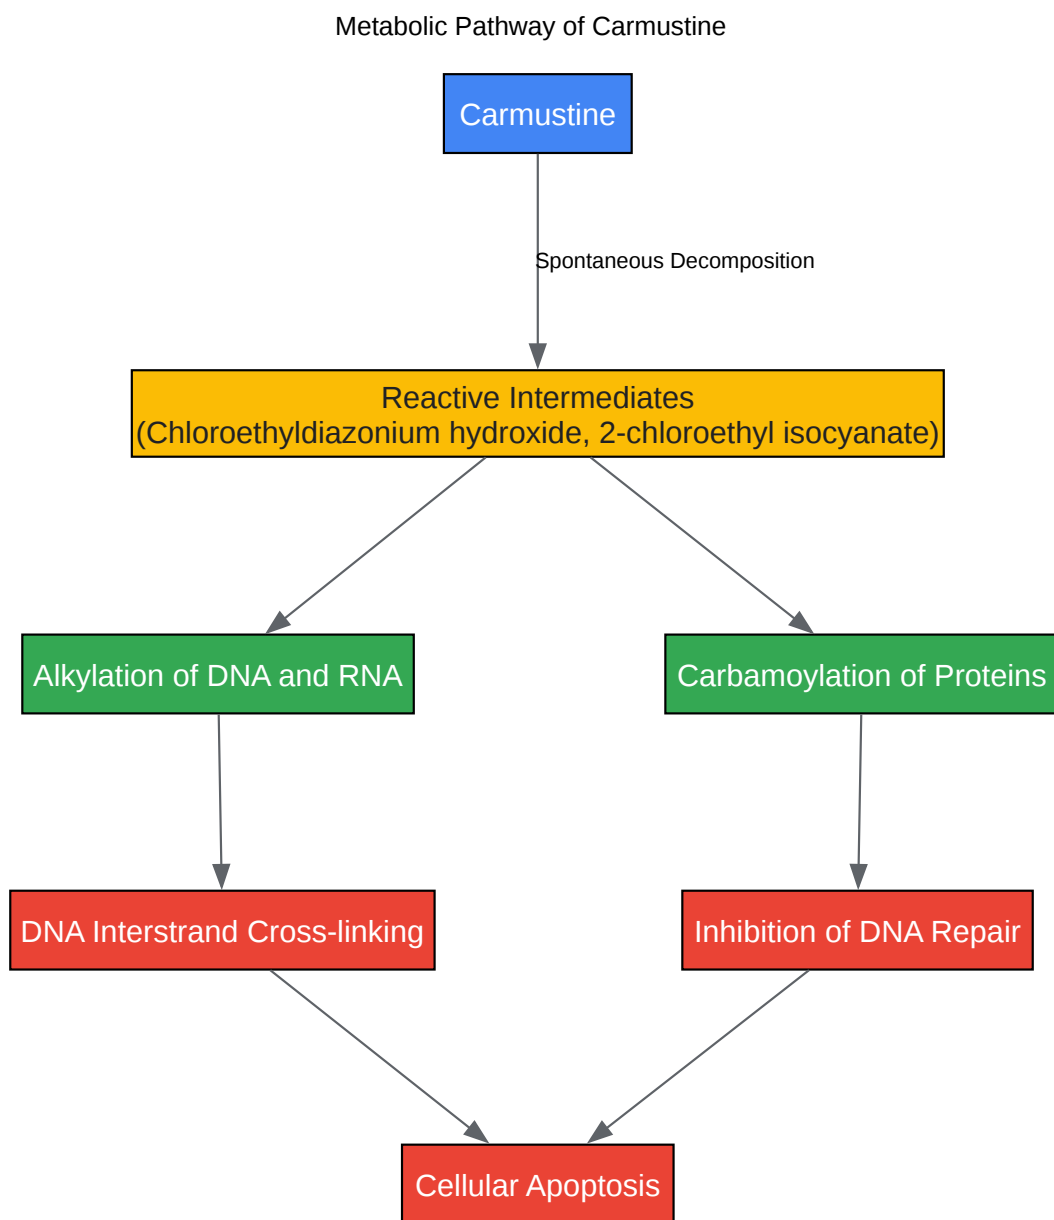 Metabolic Pathway of Carmustine
Carmustine
Spontaneous Decomposition
Reactive Intermediates
(Chloroethyldiazonium hydroxide, 2-chloroethyl isocyanate)
Alkylation of DNA and RNA
Carbamoylation of Proteins
DNA Interstrand Cross-linking
Inhibition of DNA Repair
Cellular Apoptosis